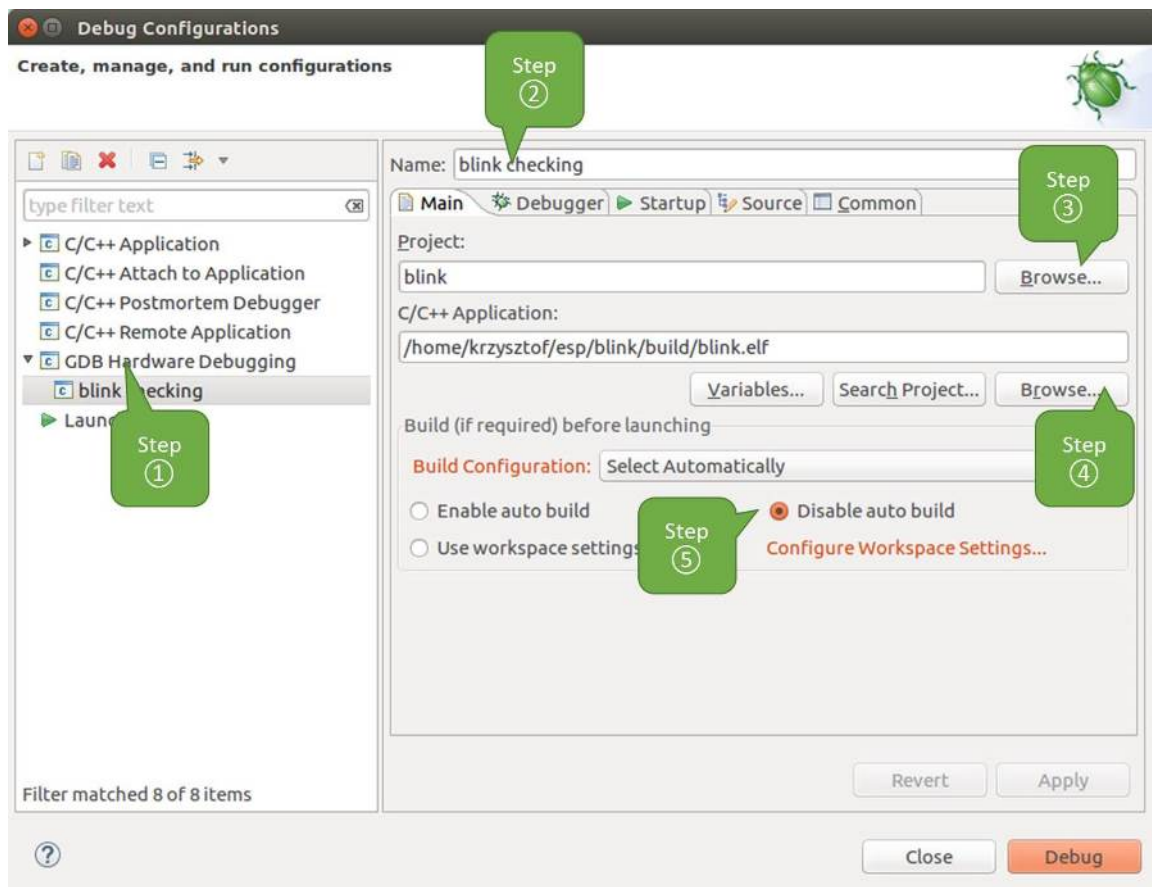 Debug Configurations
Create, manage, and run configurations
Step
②
Name: blink checking
Step
③
type filter text
Main Debugger Startup Source Common
C/C++ Application
C/C++ Attach to Application
C/C++ Postmortem Debugger
C/C++ Remote Application
GDB Hardware Debugging
blink checking
Step
①
Project:
blink
Browse...
C/C++ Application:
/home/krzysztof/esp/blink/build/blink.elf
Variables... Search Project... Browse...
Step
④
Build (if required) before launching
Build Configuration: Select Automatically
Enable auto build
Disable auto build
Step
⑤
Use workspace settings
Configure Workspace Settings...
Revert Apply
Filter matched 8 of 8 items
Close Debug